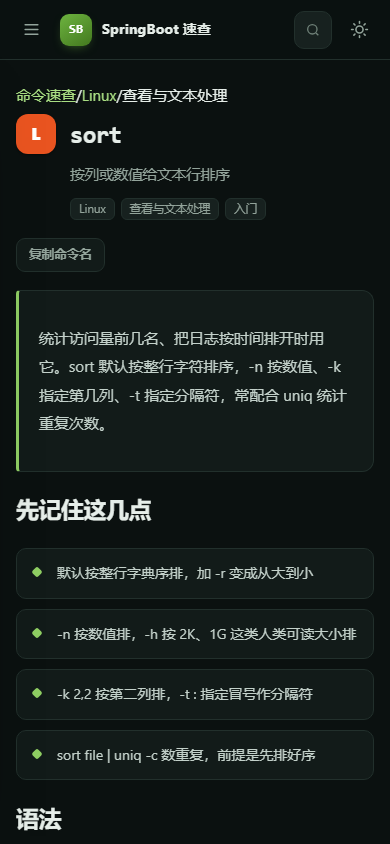 SB SpringBoot 速查
命令速查/Linux/查看与文本处理
L sort
按列或数值给文本行排序
Linux 查看与文本处理 入门
复制命令名
统计访问量前几名、把日志按时间排开时用
它。sort 默认按整行字符排序，-n 按数值、-k
指定第几列、-t 指定分隔符，常配合 uniq 统计
重复次数。
先记住这几点
默认按整行字典序排，加 -r 变成从大到小
-n 按数值排，-h 按 2K、1G 这类人类可读大小排
-k 2,2 按第二列排，-t : 指定冒号作分隔符
sort file | uniq -c 数重复，前提是先排好序
语法